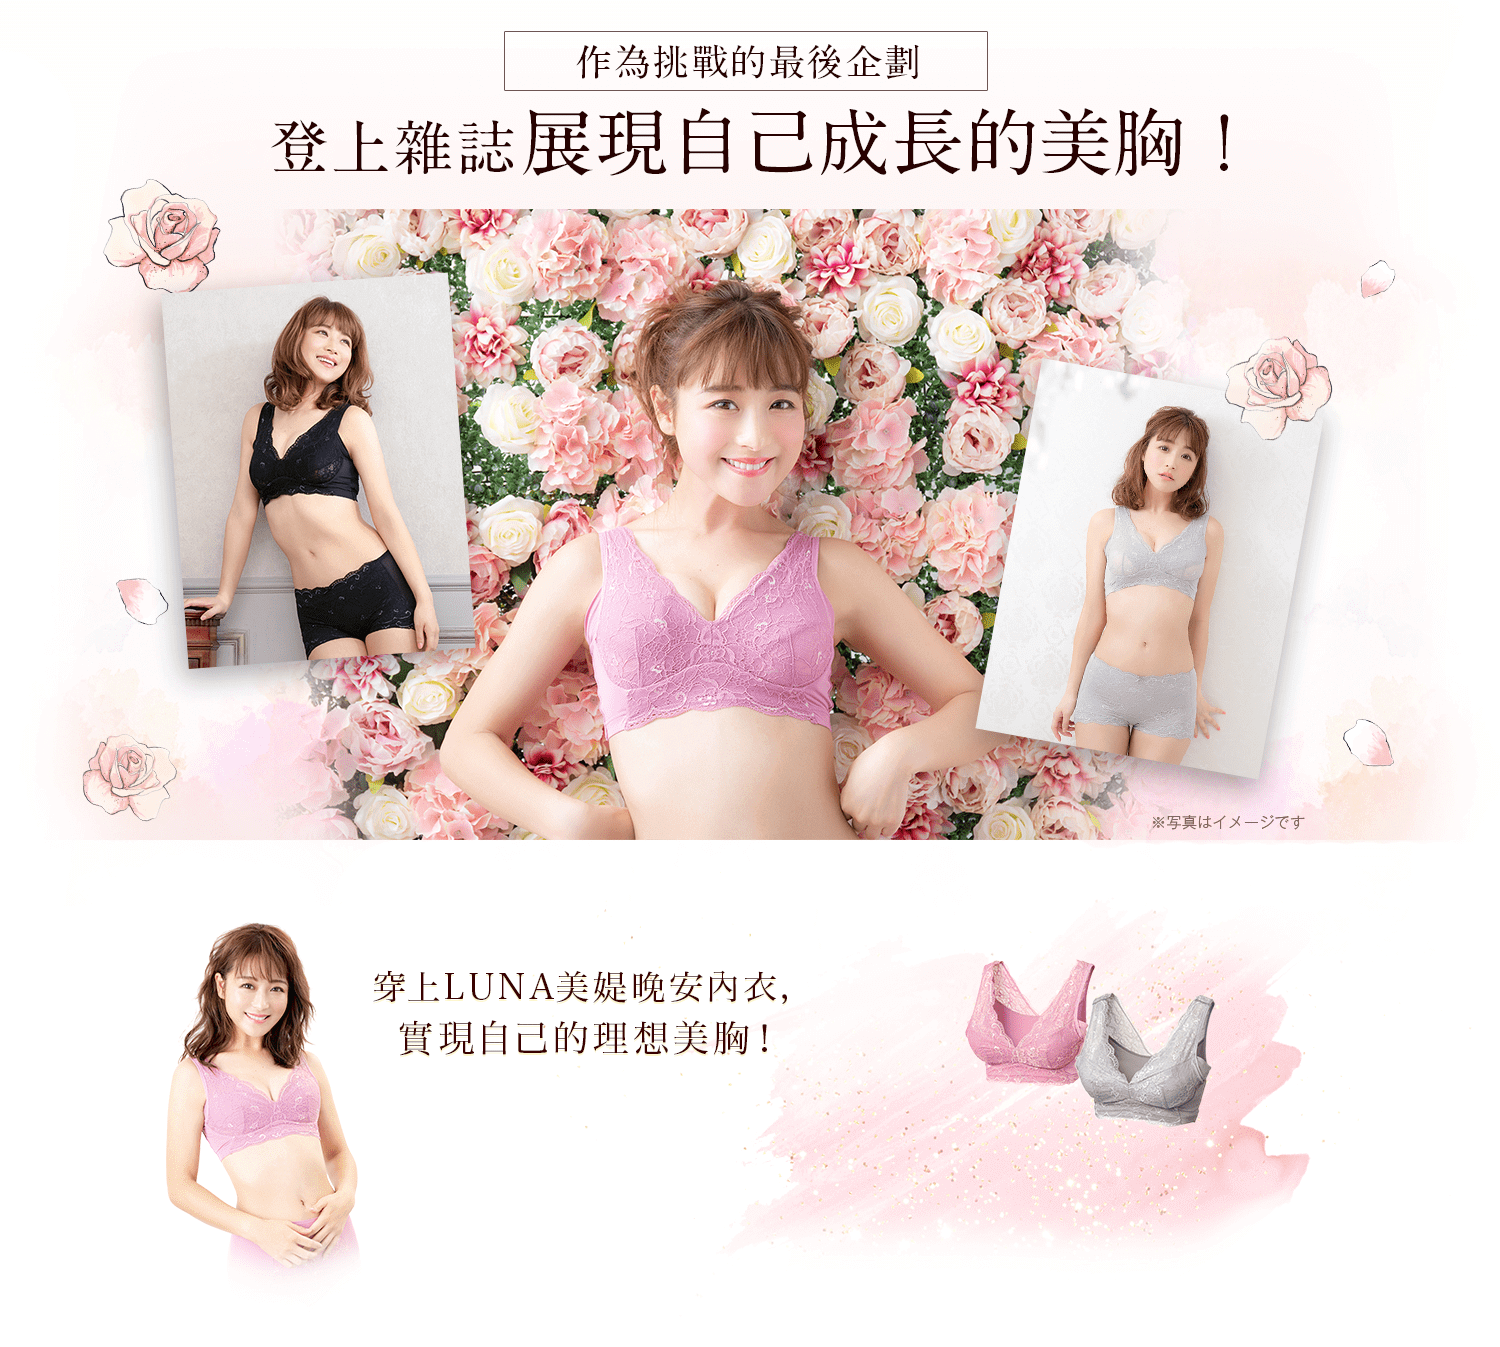 作為挑戰的最後企劃
登上雜誌展現自己成長的美胸！
※写真はイメージです
穿上LUNA美媞晚安內衣,
實現自己的理想美胸！